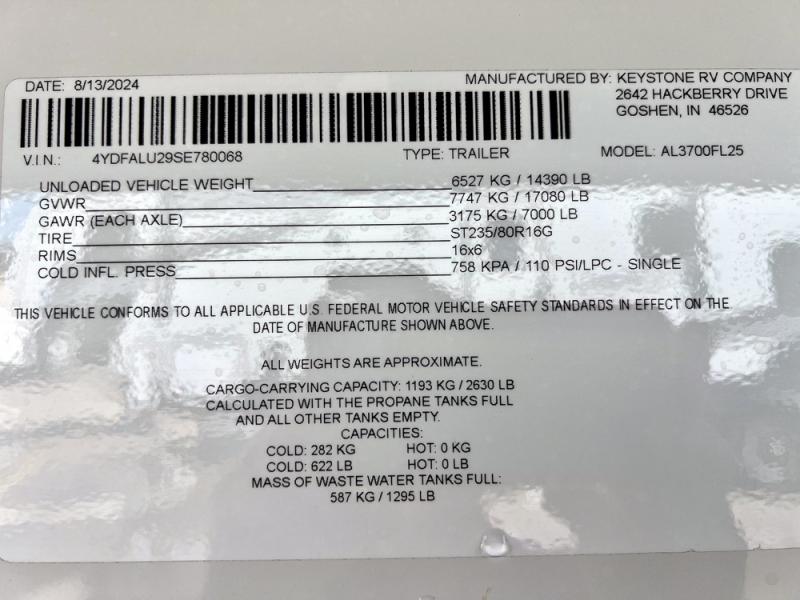 DATE: 8/13/2024
MANUFACTURED BY: KEYSTONE RV COMPANY
2642 HACKBERRY DRIVE
GOSHEN, IN 46526
V.I.N.: 4YDFALU29SE780068 TYPE: TRAILER MODEL: AL3700FL25
UNLOADED VEHICLE WEIGHT 6527 KG / 14390 LB
GVWR 7747 KG / 17080 LB
GAWR (EACH AXLE) 3175 KG / 7000 LB
TIRE ST235/80R16G
RIMS 16x6
COLD INFL. PRESS 758 KPA / 110 PSI/LPC - SINGLE
THIS VEHICLE CONFORMS TO ALL APPLICABLE U.S. FEDERAL MOTOR VEHICLE SAFETY STANDARDS IN EFFECT ON THE
DATE OF MANUFACTURE SHOWN ABOVE.
ALL WEIGHTS ARE APPROXIMATE.
CARGO-CARRYING CAPACITY: 1193 KG / 2630 LB
CALCULATED WITH THE PROPANE TANKS FULL
AND ALL OTHER TANKS EMPTY.
CAPACITIES:
COLD: 282 KG HOT: 0 KG
COLD: 622 LB HOT: 0 LB
MASS OF WASTE WATER TANKS FULL:
587 KG / 1295 LB